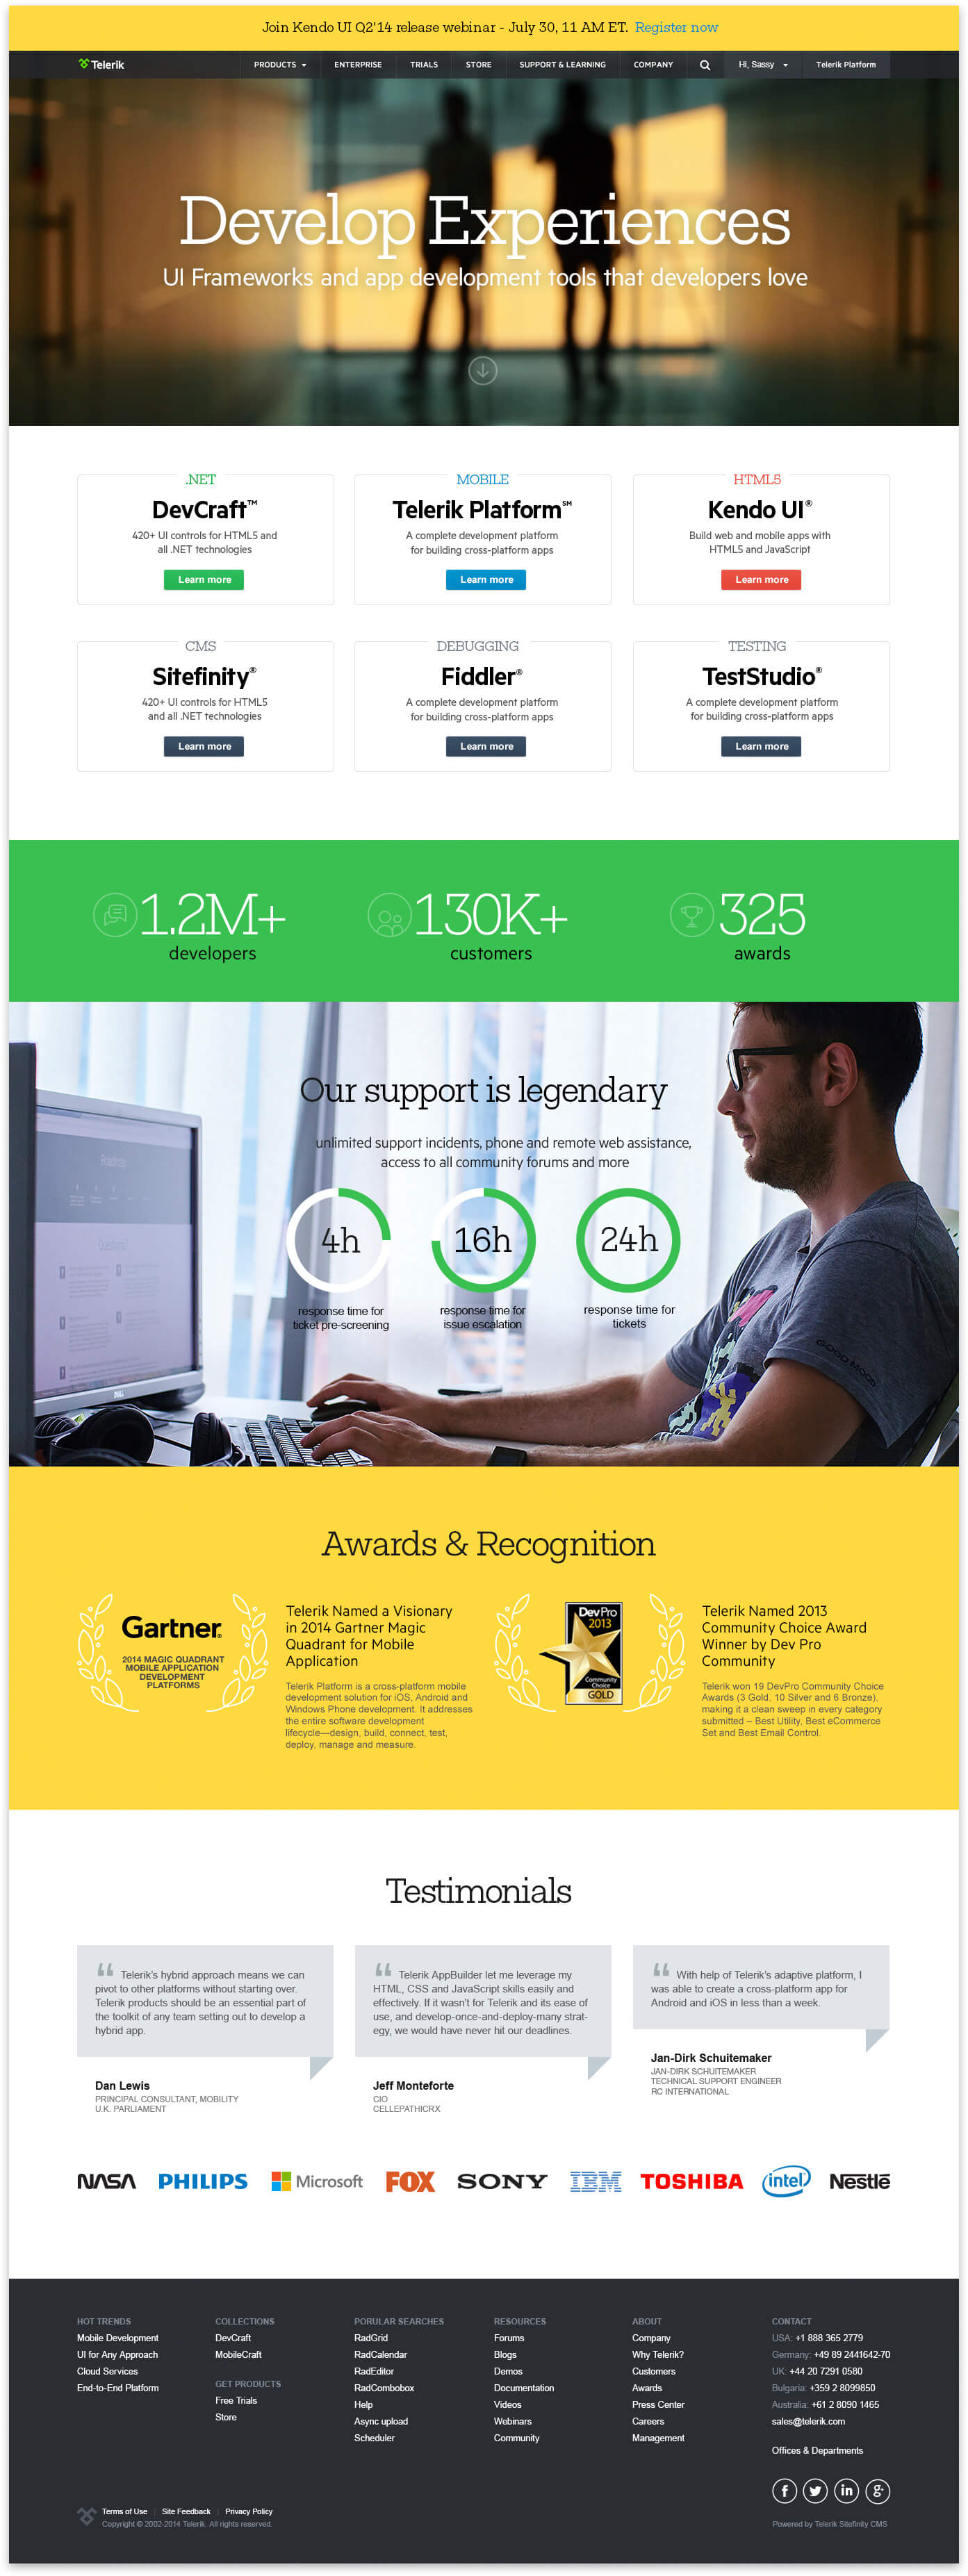 Join Kendo UI Q2'14 release webinar - July 30, 11 AM ET. Register now
Telerik
PRODUCTS
ENTERPRISE
TRIALS
STORE
SUPPORT & LEARNING
COMPANY
Hi, Sassy
Telerik Platform
Develop Experiences
UI Frameworks and app development tools that developers love
.NET
DevCraft™
420+ UI controls for HTML5 and
all .NET technologies
Learn more
MOBILE
Telerik Platform℠
A complete development platform
for building cross-platform apps
Learn more
HTML5
Kendo UI®
Build web and mobile apps with
HTML5 and JavaScript
Learn more
CMS
Sitefinity®
420+ UI controls for HTML5
and all .NET technologies
Learn more
DEBUGGING
Fiddler®
A complete development platform
for building cross-platform apps
Learn more
TESTING
TestStudio®
A complete development platform
for building cross-platform apps
Learn more
1.2M+
developers
130K+
customers
325
awards
Our support is legendary
unlimited support incidents, phone and remote web assistance,
access to all community forums and more
4h
response time for
ticket pre-screening
16h
response time for
issue escalation
24h
response time for
tickets
Roadmap
DELL
GOOD MOOD
Awards & Recognition
Gartner.
2014 MAGIC QUADRANT
MOBILE APPLICATION
DEVELOPMENT
PLATFORMS
Telerik Named a Visionary
in 2014 Gartner Magic
Quadrant for Mobile
Application
Telerik Platform is a cross-platform mobile
development solution for iOS, Android and
Windows Phone development. It addresses
the entire software development
lifecycle—design, build, connect, test,
deploy, manage and measure.
DevPro
2013
Community
Choice
GOLD
Telerik Named 2013
Community Choice Award
Winner by Dev Pro
Community
Telerik won 19 DevPro Community Choice
Awards (3 Gold, 10 Silver and 6 Bronze),
making it a clean sweep in every category
submitted – Best Utility, Best eCommerce
Set and Best Email Control.
Testimonials
“ Telerik's hybrid approach means we can
pivot to other platforms without starting over.
Telerik products should be an essential part of
the toolkit of any team setting out to develop a
hybrid app.
Dan Lewis
PRINCIPAL CONSULTANT, MOBILITY
U.K. PARLIAMENT
“ Telerik AppBuilder let me leverage my
HTML, CSS and JavaScript skills easily and
effectively. If it wasn't for Telerik and its ease of
use, and develop-once-and-deploy-many strat-
egy, we would have never hit our deadlines.
Jeff Monteforte
CIO
CELLEPATHICRX
“ With help of Telerik's adaptive platform, I
was able to create a cross-platform app for
Android and iOS in less than a week.
Jan-Dirk Schuitemaker
JAN-DIRK SCHUITEMAKER
TECHNICAL SUPPORT ENGINEER
RC INTERNATIONAL
NASA
PHILIPS
Microsoft
FOX
SONY
IBM
TOSHIBA
intel
Nestlé
HOT TRENDS
Mobile Development
UI for Any Approach
Cloud Services
End-to-End Platform
COLLECTIONS
DevCraft
MobileCraft
GET PRODUCTS
Free Trials
Store
PORULAR SEARCHES
RadGrid
RadCalendar
RadEditor
RadCombobox
Help
Async upload
Scheduler
RESOURCES
Forums
Blogs
Demos
Documentation
Videos
Webinars
Community
ABOUT
Company
Why Telerik?
Customers
Awards
Press Center
Careers
Management
CONTACT
USA: +1 888 365 2779
Germany: +49 89 2441642-70
UK: +44 20 7291 0580
Bulgaria: +359 2 8099850
Australia: +61 2 8090 1465
sales@telerik.com
Offices & Departments
Terms of Use | Site Feedback | Privacy Policy
Copyright © 2002-2014 Telerik. All rights reserved.
Powered by Telerik Sitefinity CMS